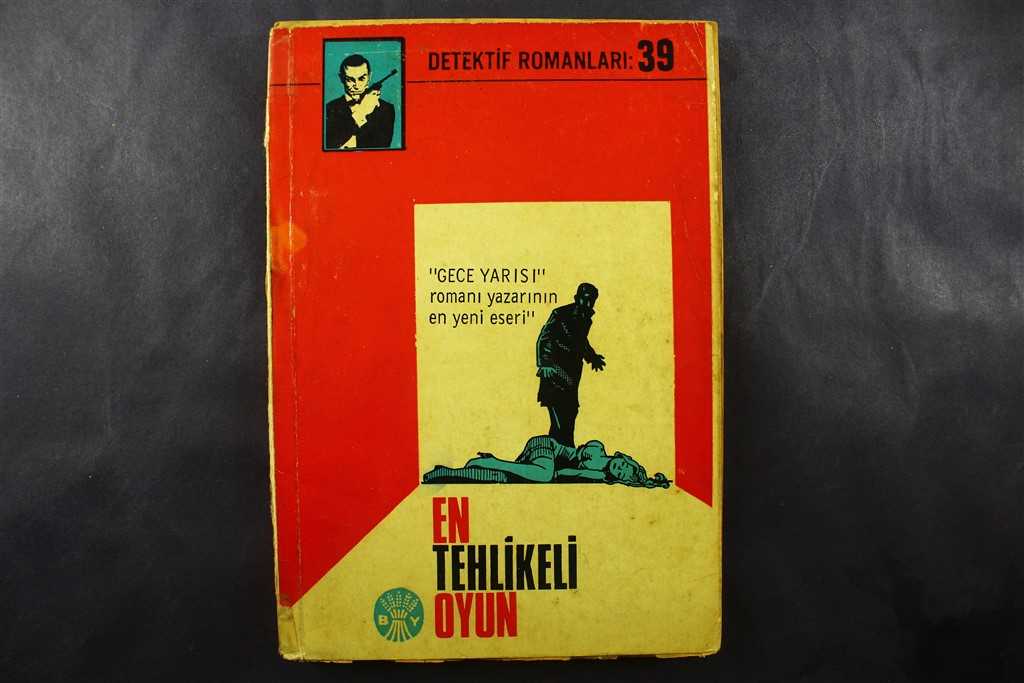 DETEKTİF ROMANLARI: 39
"GECE YARISI"
romanı yazarının
en yeni eseri"
EN
TEHLİKELİ
OYUN
B Y